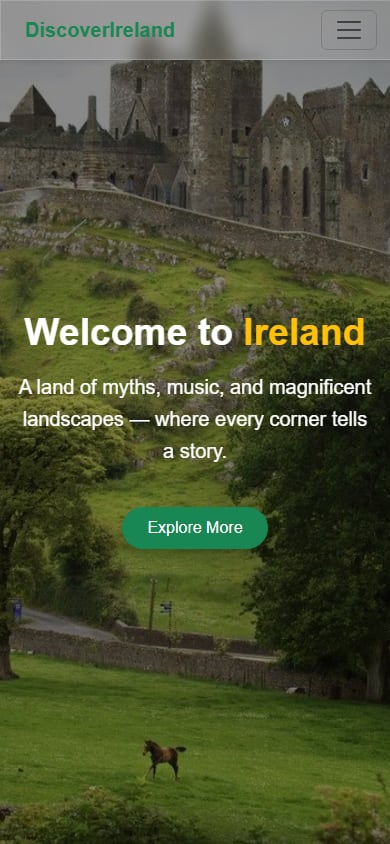 DiscoverIreland
Welcome to Ireland
A land of myths, music, and magnificent
landscapes — where every corner tells
a story.
Explore More